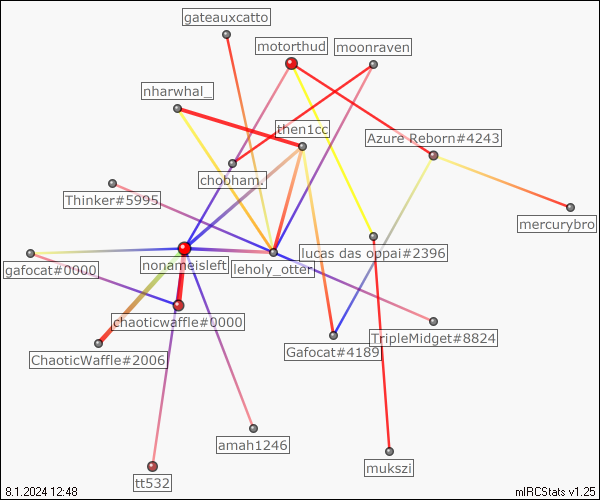 gateauxcatto
motorthud
moonraven
nharwhal_
then1cc
Azure Reborn#4243
chobham.
Thinker#5995
mercurybro
lucas das oppai#2396
nonameisleft
leholy_otter
gafocat#0000
chaoticwaffle#0000
TripleMidget#8824
Gafocat#4189
ChaoticWaffle#2006
amah1246
mukszi
tt532
8.1.2024 12:48
mIRCStats v1.25